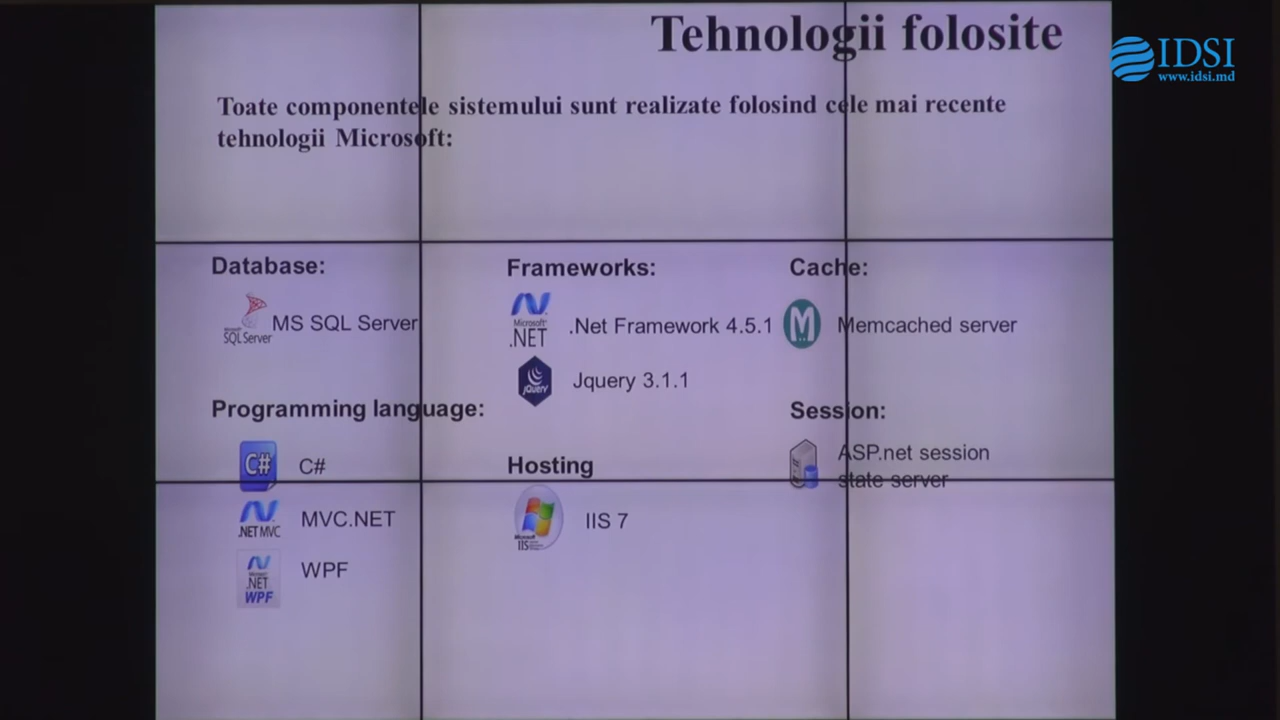 Tehnologii folosite
IDSI
www.idsi.md
Toate componentele sistemului sunt realizate folosind cele mai recente
tehnologii Microsoft:
Database:
SQL Server
MS SQL Server
Programming language:
C#
C#
.NET MVC
MVC.NET
.NET
WPF
WPF
Frameworks:
Microsoft
.NET
.Net Framework 4.5.1
jQuery
Jquery 3.1.1
Hosting
Microsoft
IIS
IIS 7
Cache:
M
Memcached server
Session:
ASP.net session
state server